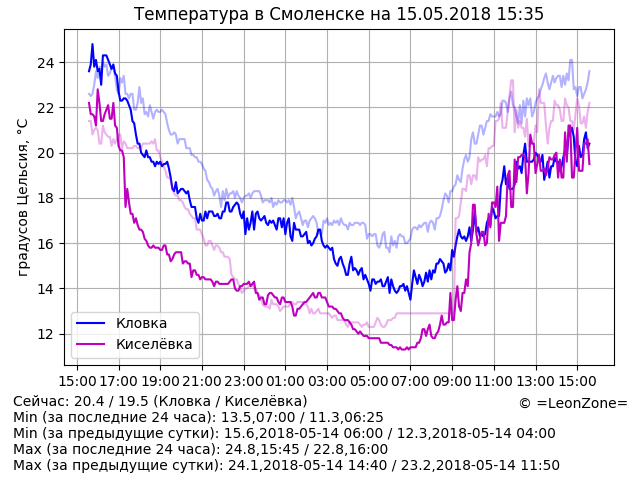 Температура в Смоленске на 15.05.2018 15:35
градусов Цельсия, °C
24
22
20
18
16
14
12
Кловка
Киселёвка
15:00 17:00 19:00 21:00 23:00 01:00 03:00 05:00 07:00 09:00 11:00 13:00 15:00
Сейчас: 20.4 / 19.5 (Кловка / Киселёвка)
© =LeonZone=
Min (за последние 24 часа): 13.5,07:00 / 11.3,06:25
Min (за предыдущие сутки): 15.6,2018-05-14 06:00 / 12.3,2018-05-14 04:00
Max (за последние 24 часа): 24.8,15:45 / 22.8,16:00
Max (за предыдущие сутки): 24.1,2018-05-14 14:40 / 23.2,2018-05-14 11:50